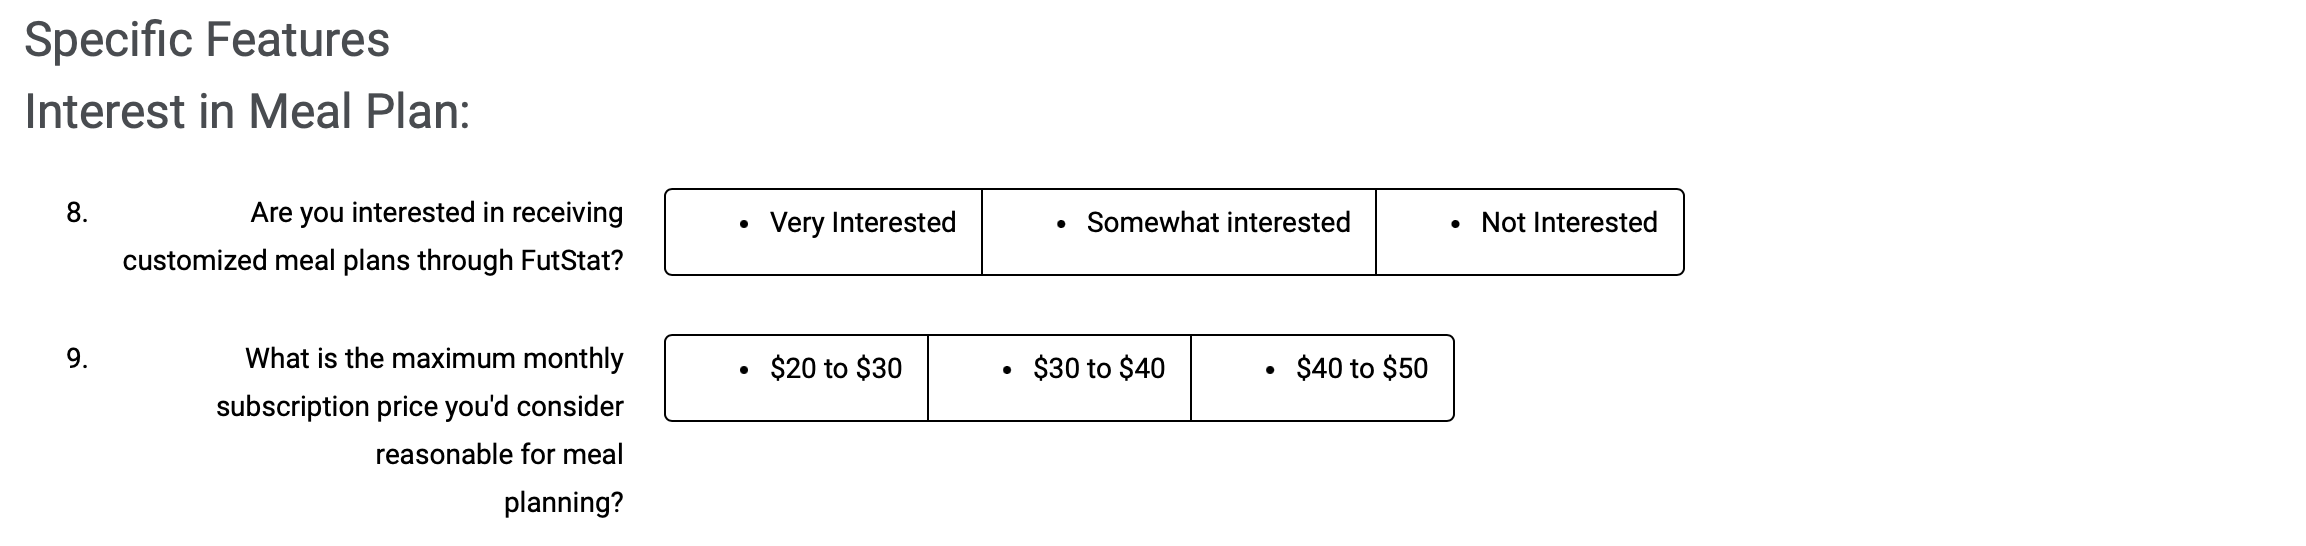 Specific Features
Interest in Meal Plan:
8. Are you interested in receiving
customized meal plans through FutStat?
• Very Interested • Somewhat interested • Not Interested
9. What is the maximum monthly
subscription price you'd consider
reasonable for meal
planning?
• $20 to $30 • $30 to $40 • $40 to $50